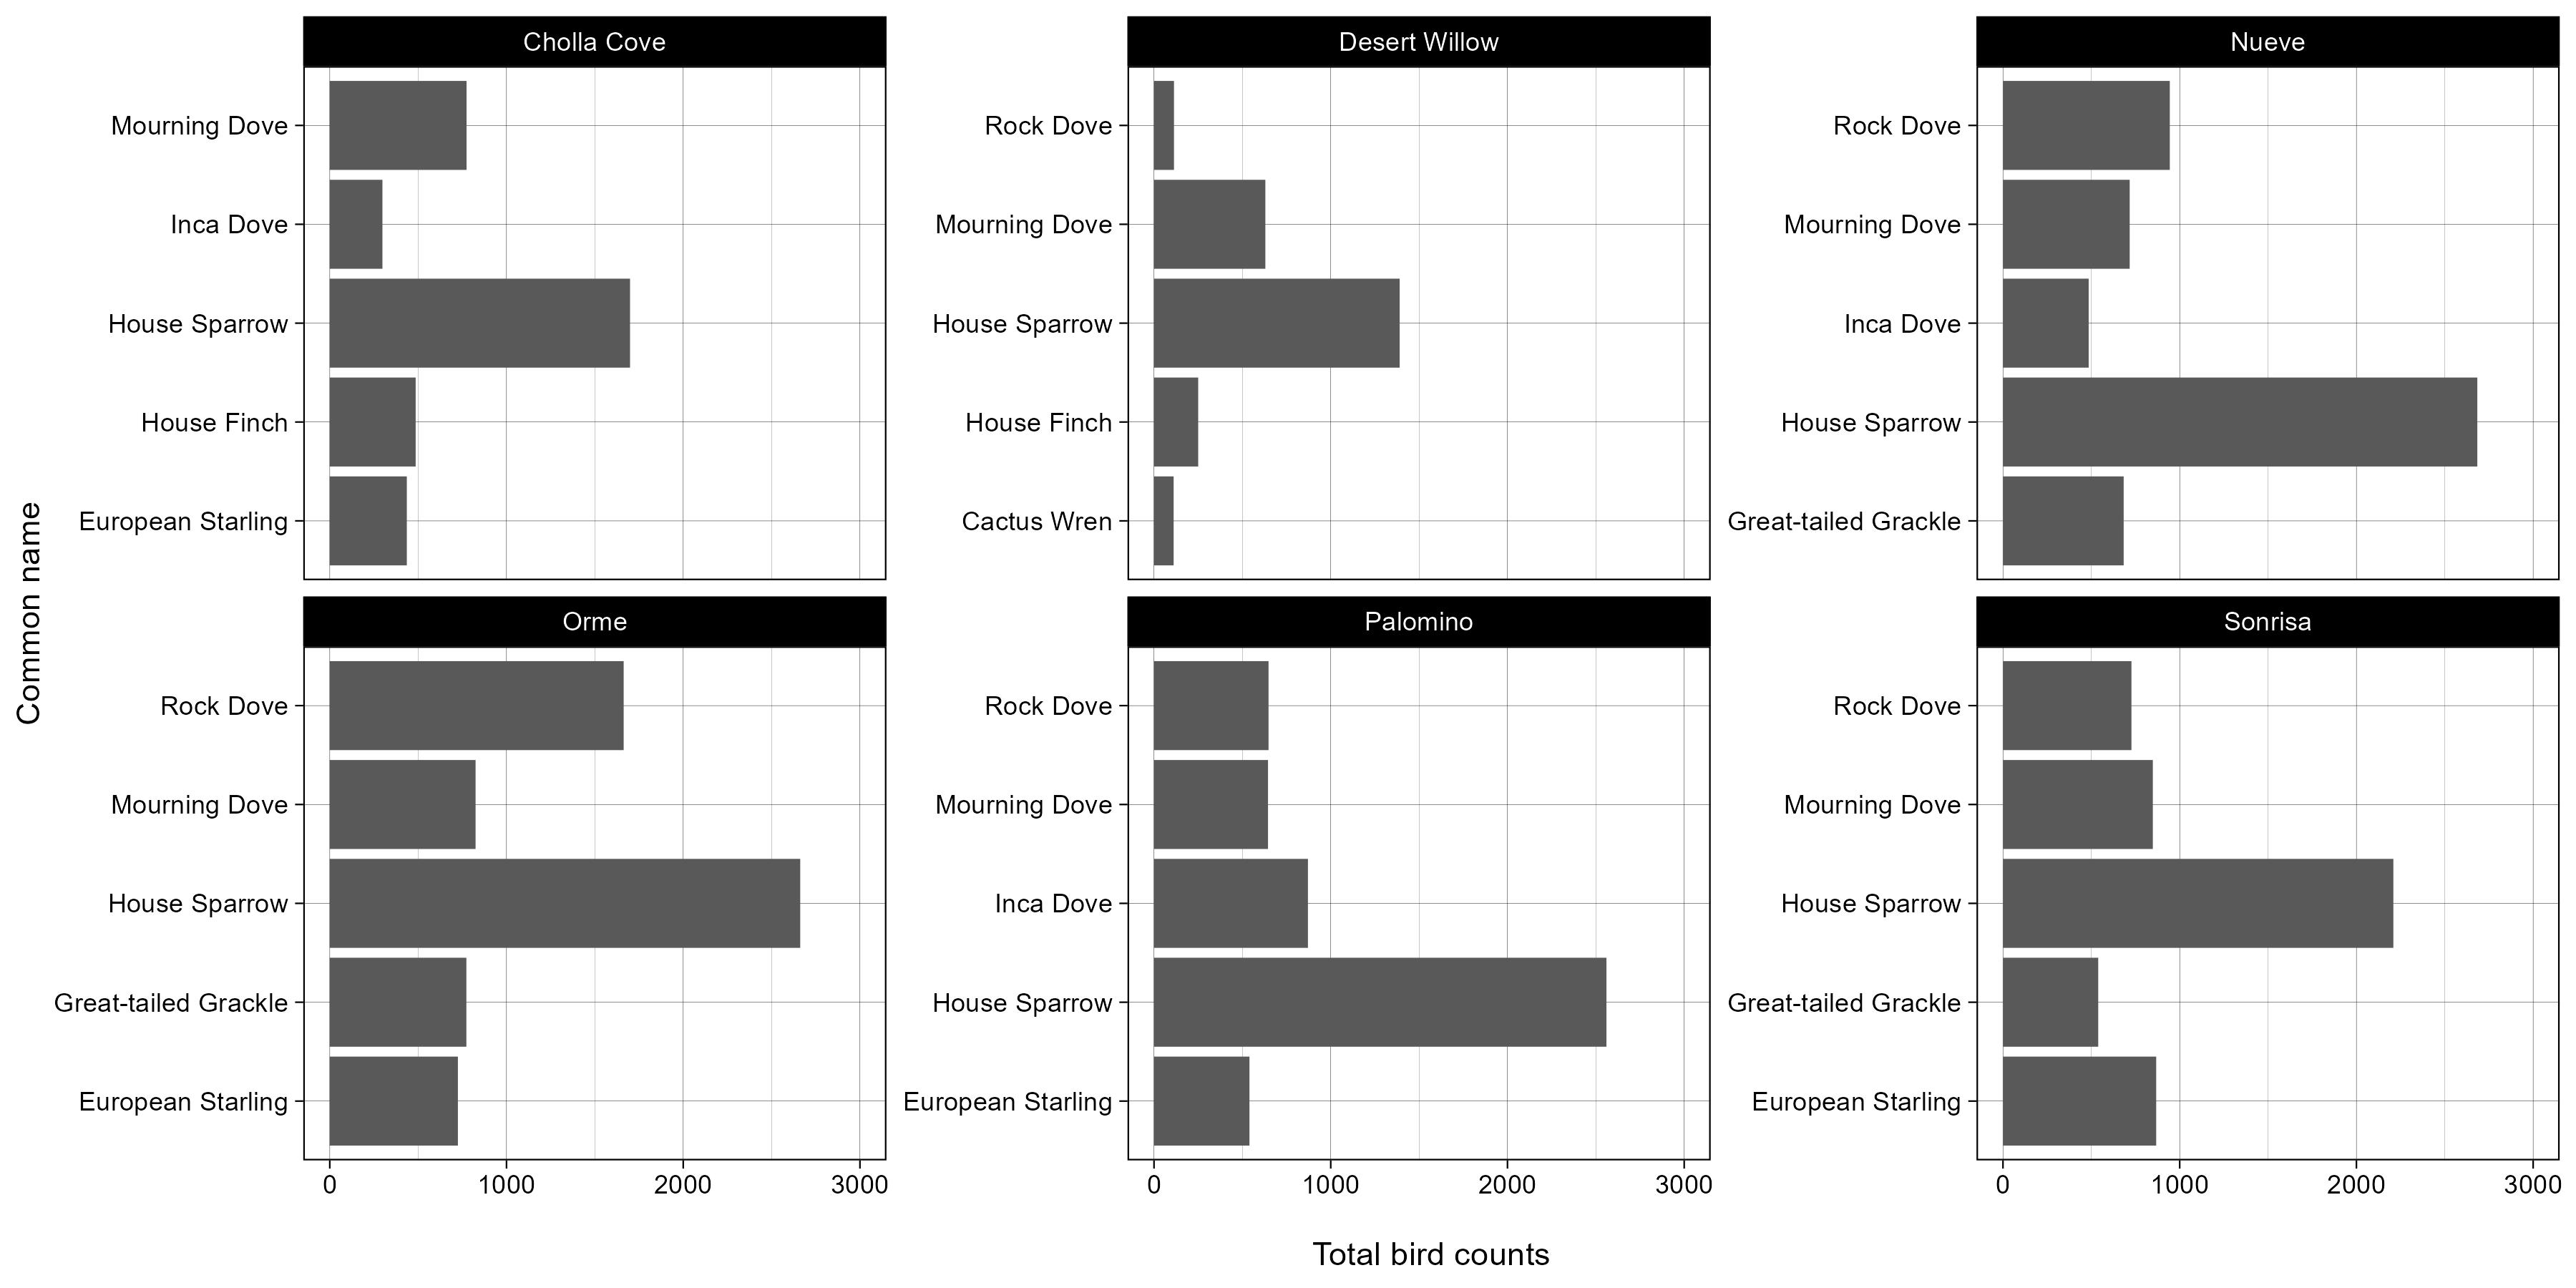 Cholla Cove
Mourning Dove
Inca Dove
House Sparrow
House Finch
European Starling
Desert Willow
Rock Dove
Mourning Dove
House Sparrow
House Finch
Cactus Wren
Nueve
Rock Dove
Mourning Dove
Inca Dove
House Sparrow
Great-tailed Grackle
Common name
Orme
Rock Dove
Mourning Dove
House Sparrow
Great-tailed Grackle
European Starling
0 1000 2000 3000
Palomino
Rock Dove
Mourning Dove
Inca Dove
House Sparrow
European Starling
0 1000 2000 3000
Sonrisa
Rock Dove
Mourning Dove
House Sparrow
Great-tailed Grackle
European Starling
0 1000 2000 3000
Total bird counts